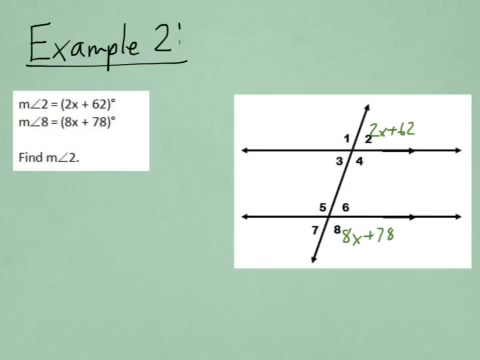 Example 2:
m∠2 = (2x + 62)°
m∠8 = (8x + 78)°
Find m∠2.
1 2 2x+62
3 4
5 6
7 8 8x+78